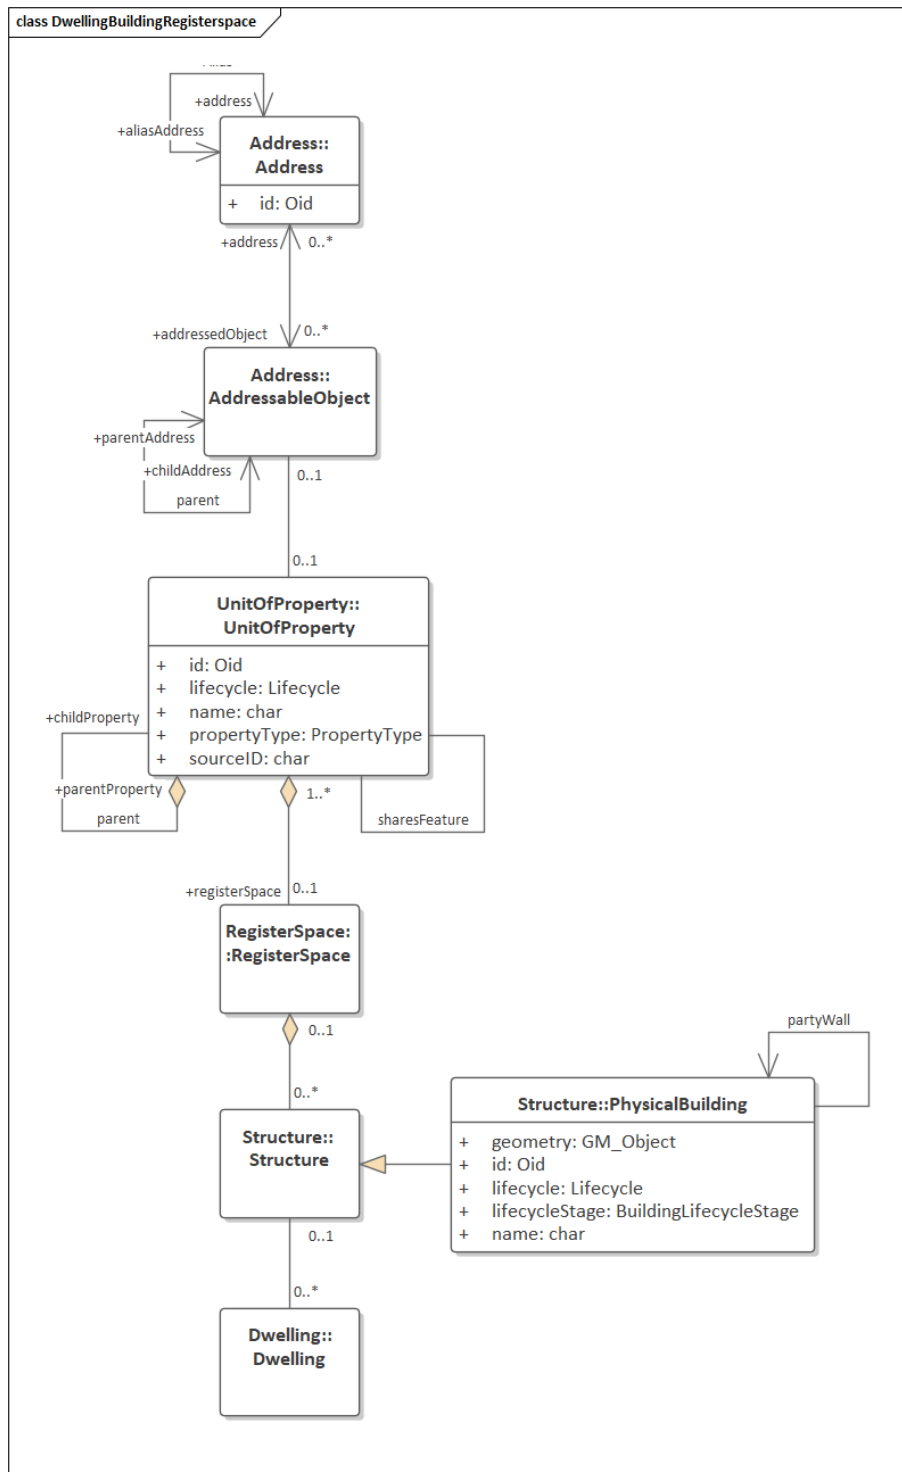 class DwellingBuildingRegisterspace
+address
+aliasAddress
Address::
Address
+ id: Oid
+address 0..*
+addressedObject 0..*
Address::
AddressableObject
+parentAddress
+childAddress
parent
0..1
0..1
UnitOfProperty::
UnitOfProperty
+ id: Oid
+ lifecycle: Lifecycle
+ name: char
+ propertyType: PropertyType
+ sourceID: char
+childProperty
+parentProperty
parent
1..*
sharesFeature
+registerSpace 0..1
RegisterSpace:
:RegisterSpace
0..1
partyWall
0..*
Structure::PhysicalBuilding
+ geometry: GM_Object
+ id: Oid
+ lifecycle: Lifecycle
+ lifecycleStage: BuildingLifecycleStage
+ name: char
Structure::
Structure
0..1
0..*
Dwelling::
Dwelling